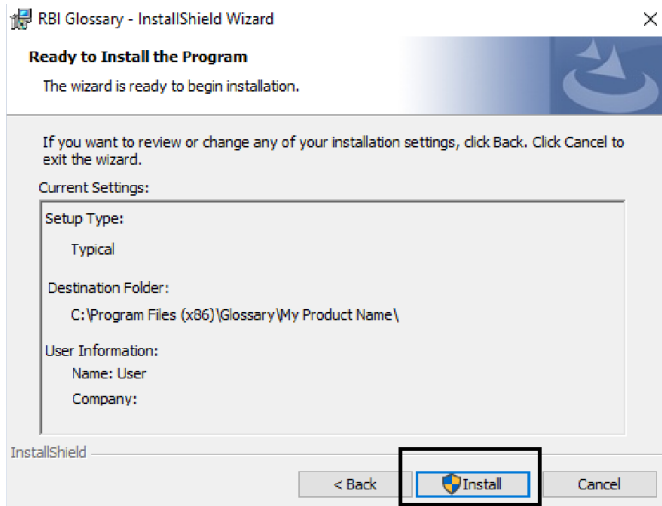 RBI Glossary - InstallShield Wizard
Ready to Install the Program
The wizard is ready to begin installation.
If you want to review or change any of your installation settings, click Back. Click Cancel to
exit the wizard.
Current Settings:
Setup Type:
Typical
Destination Folder:
C:\Program Files (x86)\Glossary\My Product Name\
User Information:
Name: User
Company:
InstallShield
< Back
Install
Cancel